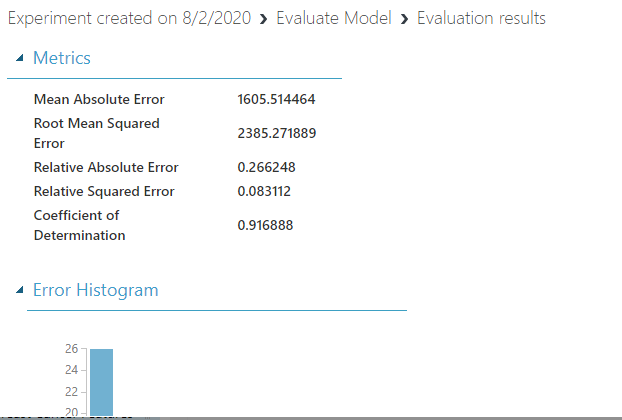 Experiment created on 8/2/2020 › Evaluate Model › Evaluation results
Metrics
Mean Absolute Error 1605.514464
Root Mean Squared
Error 2385.271889
Relative Absolute Error 0.266248
Relative Squared Error 0.083112
Coefficient of
Determination 0.916888
Error Histogram
26
24
22
20